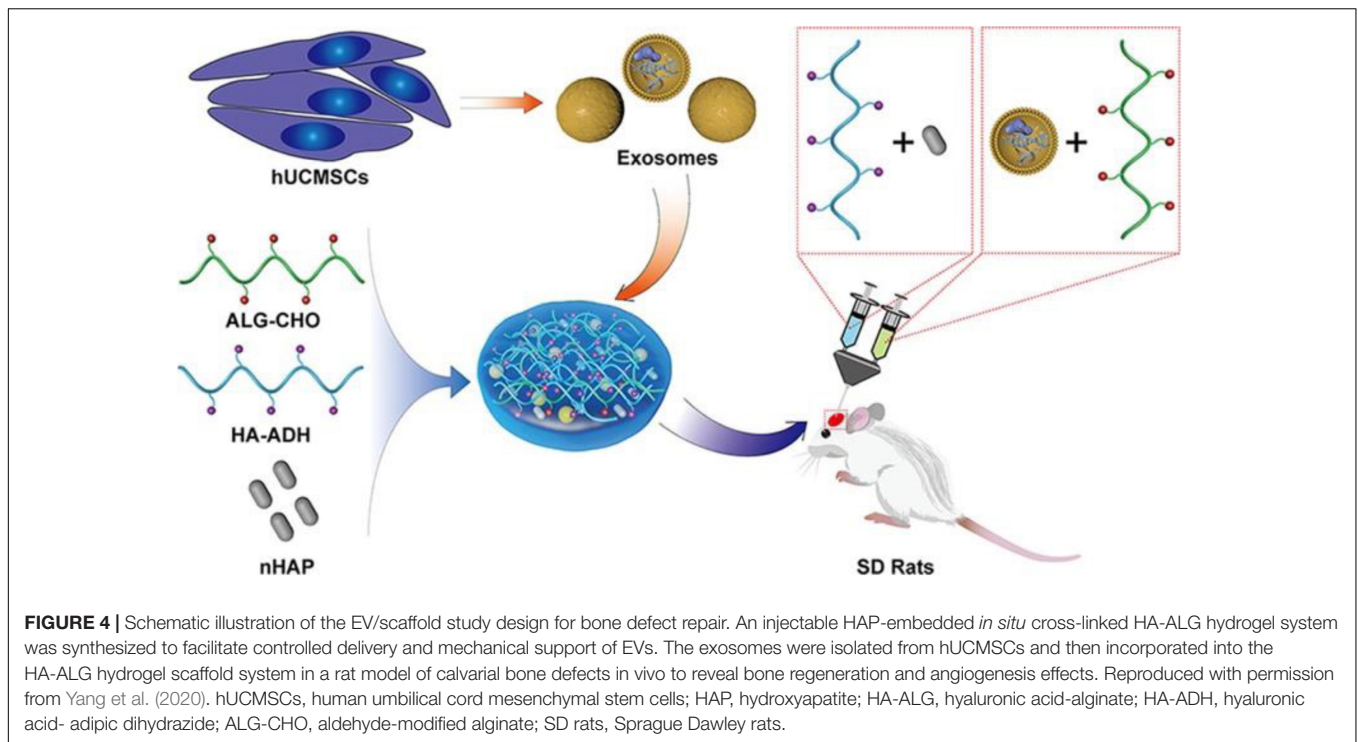 hUCMSCs
Exosomes
+
+
ALG-CHO
HA-ADH
nHAP
SD Rats
FIGURE 4 | Schematic illustration of the EV/scaffold study design for bone defect repair. An injectable HAP-embedded in situ cross-linked HA-ALG hydrogel system
was synthesized to facilitate controlled delivery and mechanical support of EVs. The exosomes were isolated from hUCMSCs and then incorporated into the
HA-ALG hydrogel scaffold system in a rat model of calvarial bone defects in vivo to reveal bone regeneration and angiogenesis effects. Reproduced with permission
from Yang et al. (2020). hUCMSCs, human umbilical cord mesenchymal stem cells; HAP, hydroxyapatite; HA-ALG, hyaluronic acid-alginate; HA-ADH, hyaluronic
acid- adipic dihydrazide; ALG-CHO, aldehyde-modified alginate; SD rats, Sprague Dawley rats.